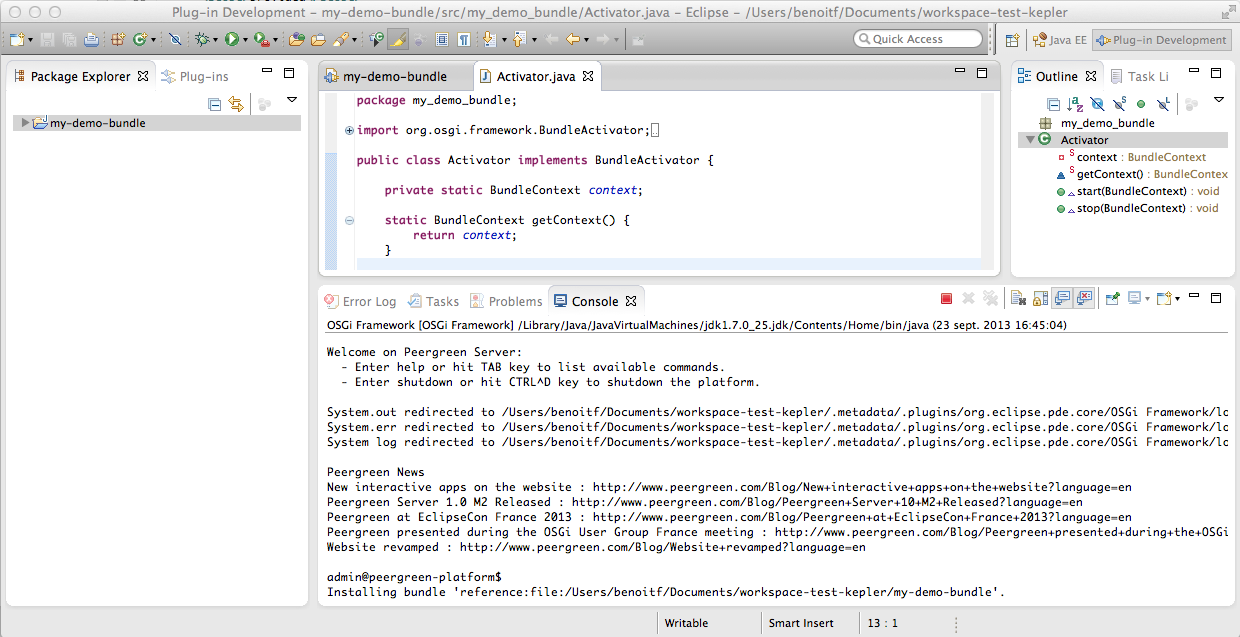 Plug-in Development – my-demo-bundle/src/my_demo_bundle/Activator.java – Eclipse – /Users/benoitf/Documents/workspace-test-kepler
Quick Access
Java EE
Plug-in Development
Package Explorer
Plug-ins
my-demo-bundle
my-demo-bundle
Activator.java
package my_demo_bundle;
import org.osgi.framework.BundleActivator;
public class Activator implements BundleActivator {
private static BundleContext context;
static BundleContext getContext() {
return context;
}
Outline
Task Li
my_demo_bundle
Activator
context : BundleContext
getContext() : BundleContex
start(BundleContext) : void
stop(BundleContext) : void
Error Log
Tasks
Problems
Console
OSGi Framework [OSGi Framework] /Library/Java/JavaVirtualMachines/jdk1.7.0_25.jdk/Contents/Home/bin/java (23 sept. 2013 16:45:04)
Welcome on Peergreen Server:
- Enter help or hit TAB key to list available commands.
- Enter shutdown or hit CTRL^D key to shutdown the platform.
System.out redirected to /Users/benoitf/Documents/workspace-test-kepler/.metadata/.plugins/org.eclipse.pde.core/OSGi Framework/lo
System.err redirected to /Users/benoitf/Documents/workspace-test-kepler/.metadata/.plugins/org.eclipse.pde.core/OSGi Framework/lo
System log redirected to /Users/benoitf/Documents/workspace-test-kepler/.metadata/.plugins/org.eclipse.pde.core/OSGi Framework/lo
Peergreen News
New interactive apps on the website : http://www.peergreen.com/Blog/New+interactive+apps+on+the+website?language=en
Peergreen Server 1.0 M2 Released : http://www.peergreen.com/Blog/Peergreen+Server+10+M2+Released?language=en
Peergreen at EclipseCon France 2013 : http://www.peergreen.com/Blog/Peergreen+at+EclipseCon+France+2013?language=en
Peergreen presented during the OSGi User Group France meeting : http://www.peergreen.com/Blog/Peergreen+presented+during+the+OSGi
Website revamped : http://www.peergreen.com/Blog/Website+revamped?language=en
admin@peergreen-platform$
Installing bundle 'reference:file:/Users/benoitf/Documents/workspace-test-kepler/my-demo-bundle'.
Writable
Smart Insert
13 : 1